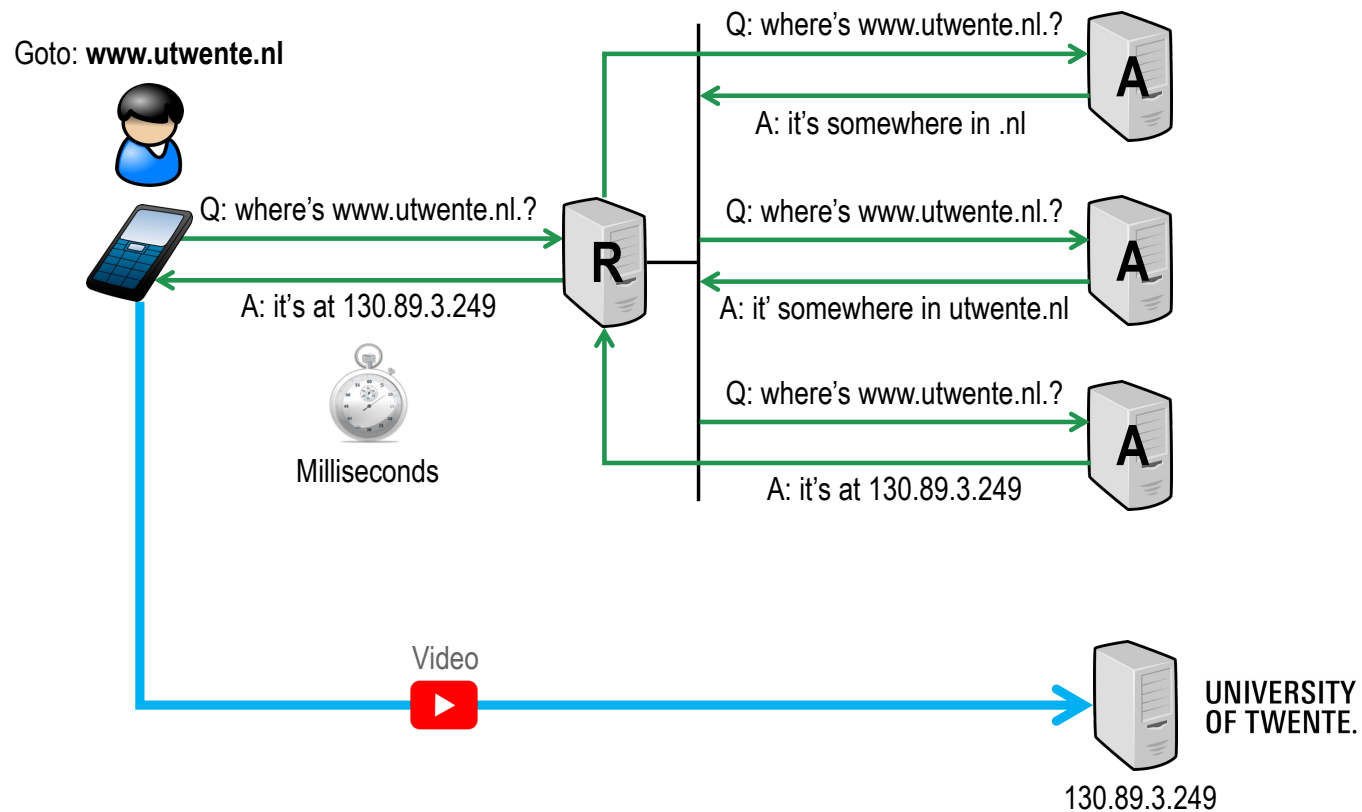 Goto: www.utwente.nl
Q: where's www.utwente.nl.?
A: it's at 130.89.3.249
Milliseconds
R
Q: where's www.utwente.nl.?
A: it's somewhere in .nl
A
Q: where's www.utwente.nl.?
A: it' somewhere in utwente.nl
A
Q: where's www.utwente.nl.?
A: it's at 130.89.3.249
A
Video
UNIVERSITY
OF TWENTE.
130.89.3.249